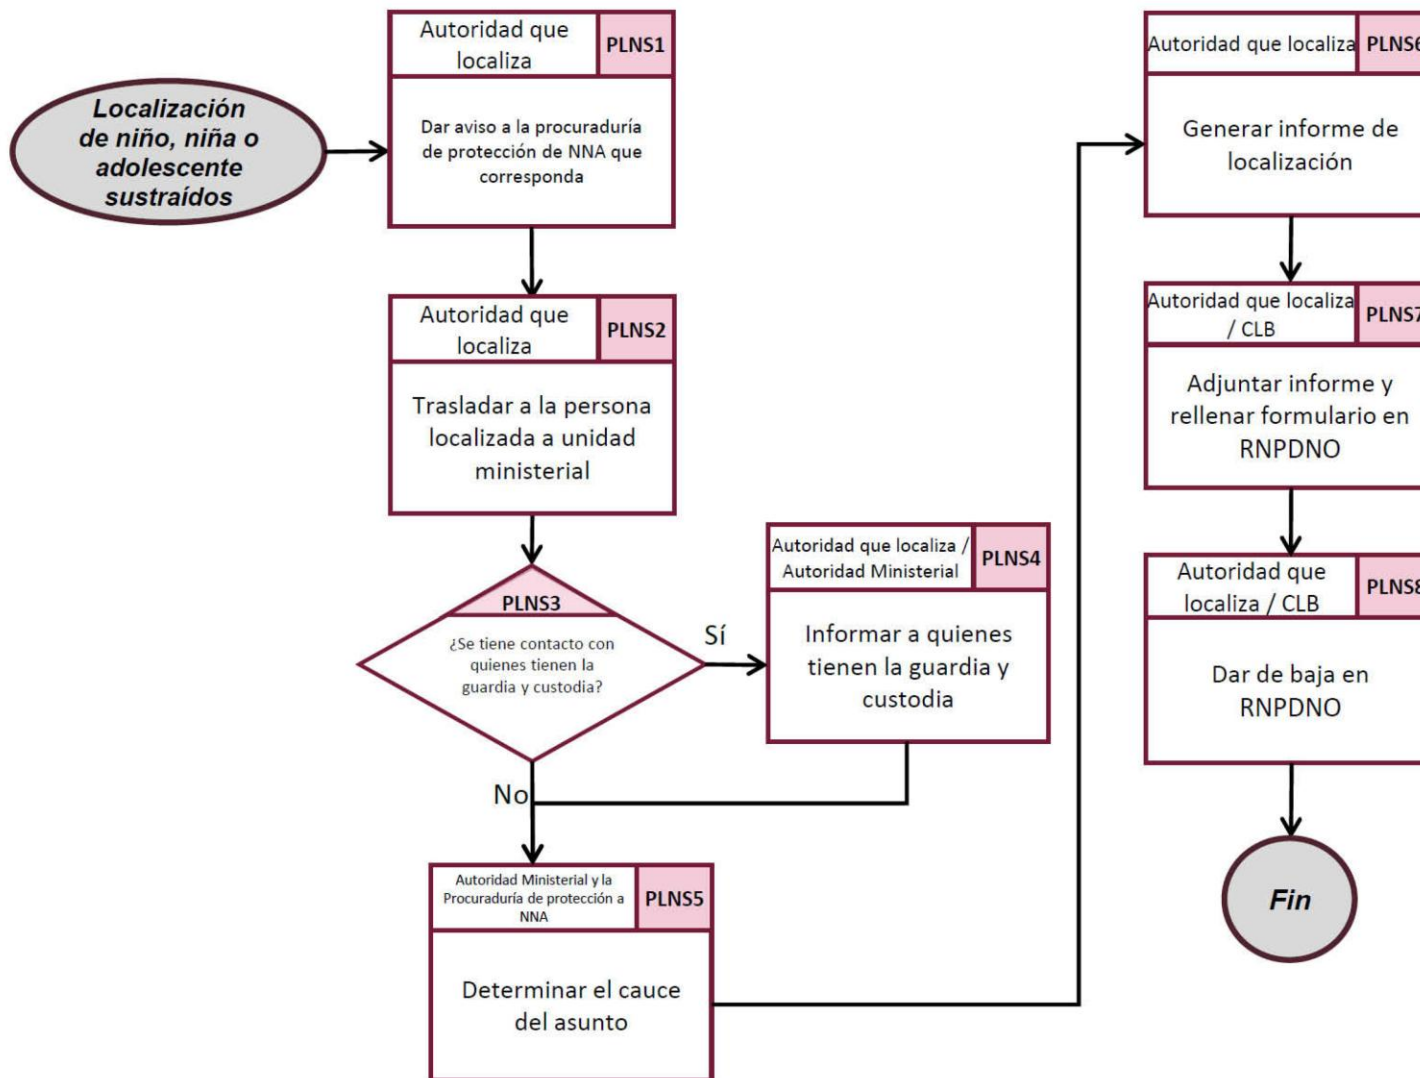 Localización
de niño, niña o
adolescente
sustraídos
Autoridad que
localiza
PLNS1
Dar aviso a la procuraduría
de protección de NNA que
corresponda
Autoridad que
localiza
PLNS2
Trasladar a la persona
localizada a unidad
ministerial
PLNS3
¿Se tiene contacto con
quienes tienen la
guardia y custodia?
Sí
No
Autoridad que localiza /
Autoridad Ministerial
PLNS4
Informar a quienes
tienen la guardia y
custodia
Autoridad Ministerial y la
Procuraduría de protección a
NNA
PLNS5
Determinar el cauce
del asunto
Autoridad que localiza
PLNS6
Generar informe de
localización
Autoridad que localiza
/ CLB
PLNS7
Adjuntar informe y
rellenar formulario en
RNPDNO
Autoridad que
localiza / CLB
PLNS8
Dar de baja en
RNPDNO
Fin